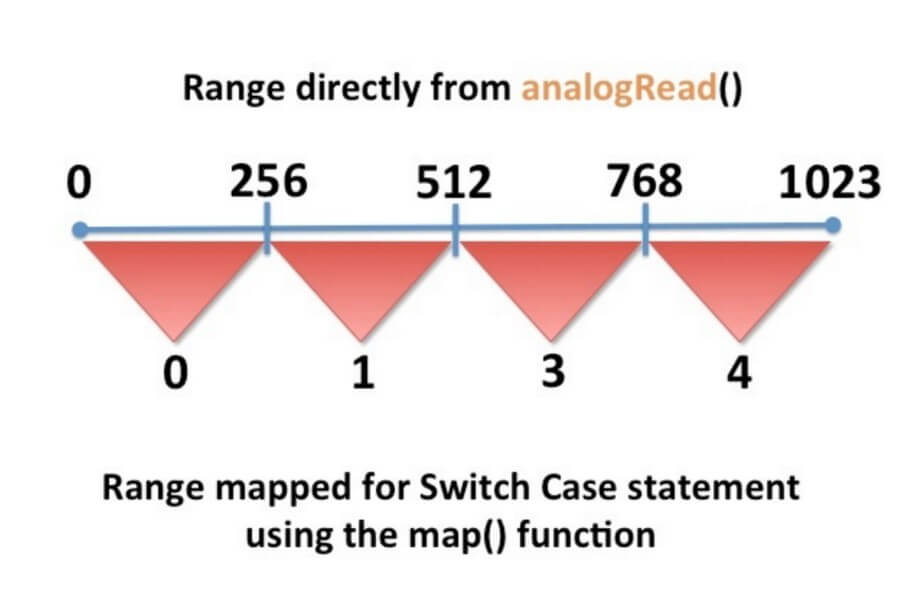 Range directly from analogRead()
0 256 512 768 1023
0 1 3 4
Range mapped for Switch Case statement
using the map() function